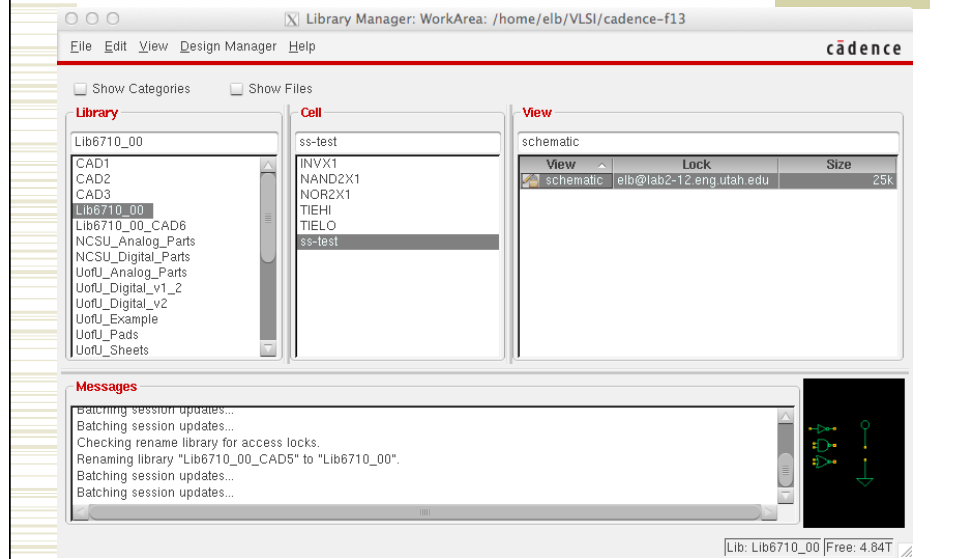 Library Manager: WorkArea: /home/elb/VLSI/cadence-f13
File Edit View Design Manager Help
cādence
Show Categories Show Files
Library
Lib6710_00
CAD1
CAD2
CAD3
Lib6710_00
Lib6710_00_CAD6
NCSU_Analog_Parts
NCSU_Digital_Parts
UofU_Analog_Parts
UofU_Digital_v1_2
UofU_Digital_v2
UofU_Example
UofU_Pads
UofU_Sheets
Cell
ss-test
INVX1
NAND2X1
NOR2X1
TIEHI
TIELO
ss-test
View
schematic
View Lock Size
schematic elb@lab2-12.eng.utah.edu 25k
Messages
Batching session updates...
Batching session updates...
Checking rename library for access locks.
Renaming library "Lib6710_00_CAD5" to "Lib6710_00".
Batching session updates...
Batching session updates...
Lib: Lib6710_00 Free: 4.84T